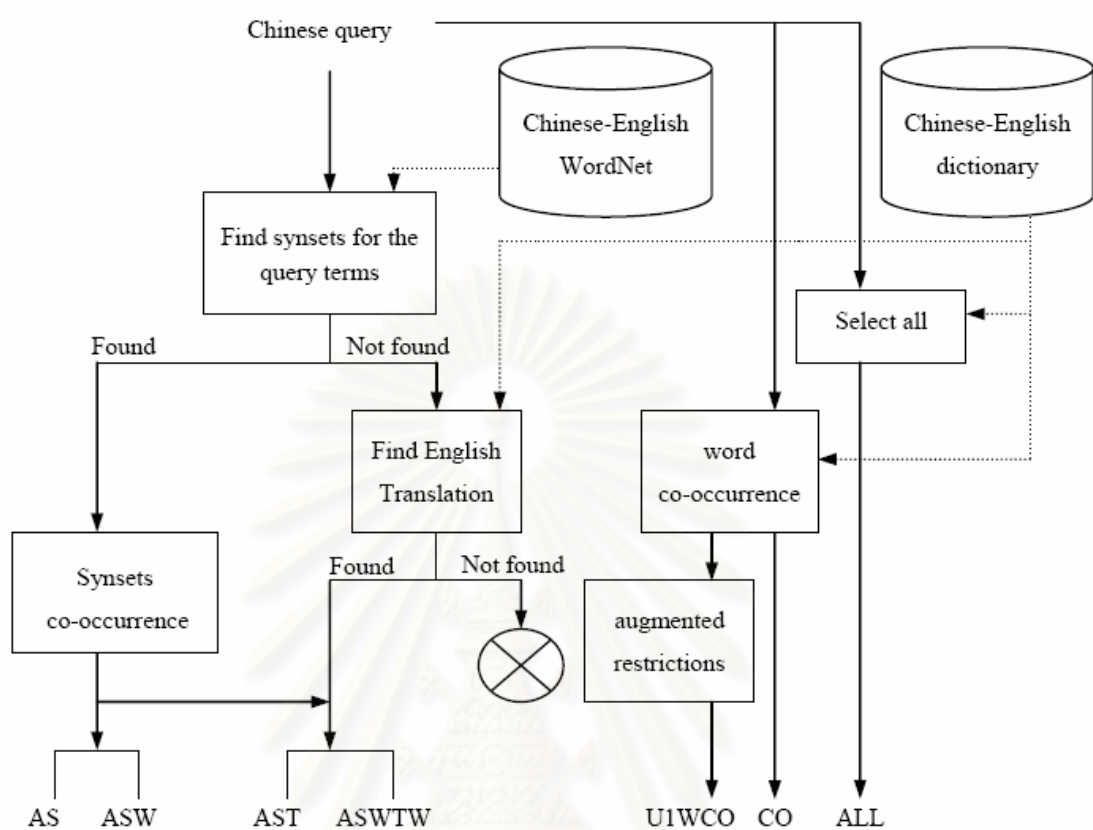 Chinese query
Chinese-English
WordNet
Chinese-English
dictionary
Find synsets for the
query terms
Select all
Found
Not found
Find English
Translation
word
co-occurrence
Synsets
co-occurrence
Found
Not found
augmented
restrictions
AS
ASW
AST
ASWTW
U1WCO
CO
ALL